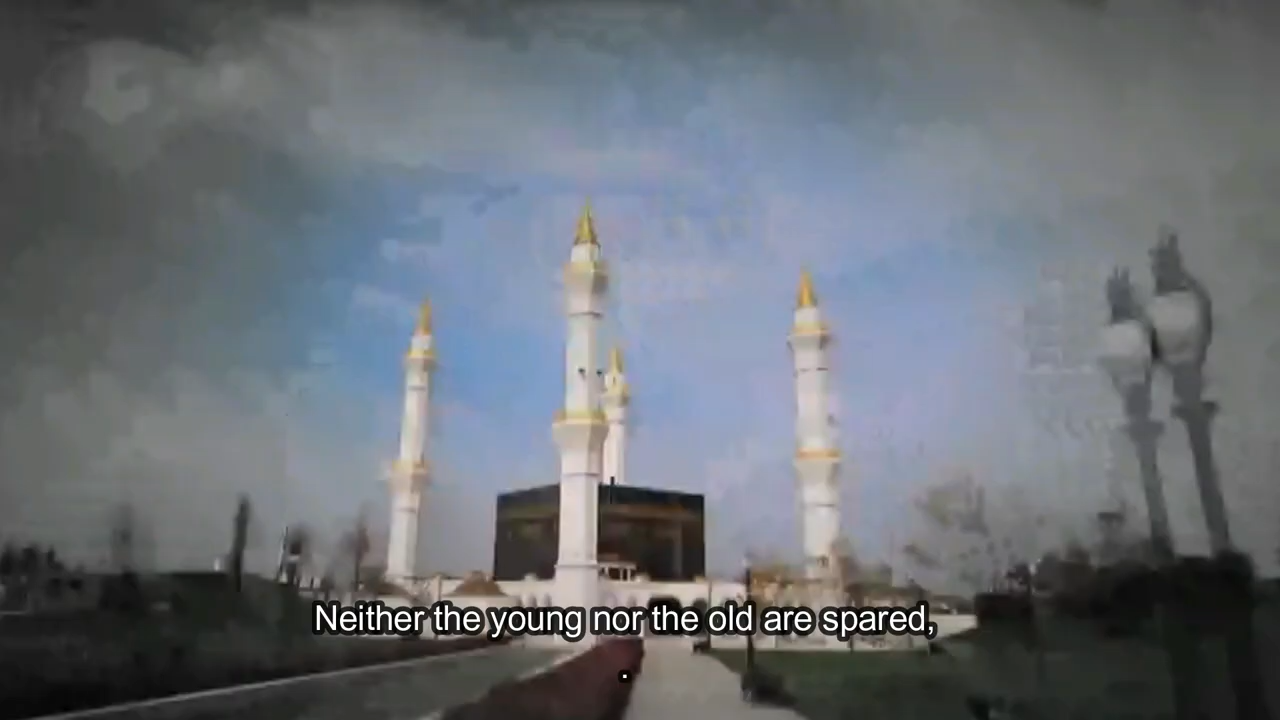 Neither the young nor the old are spared,
.